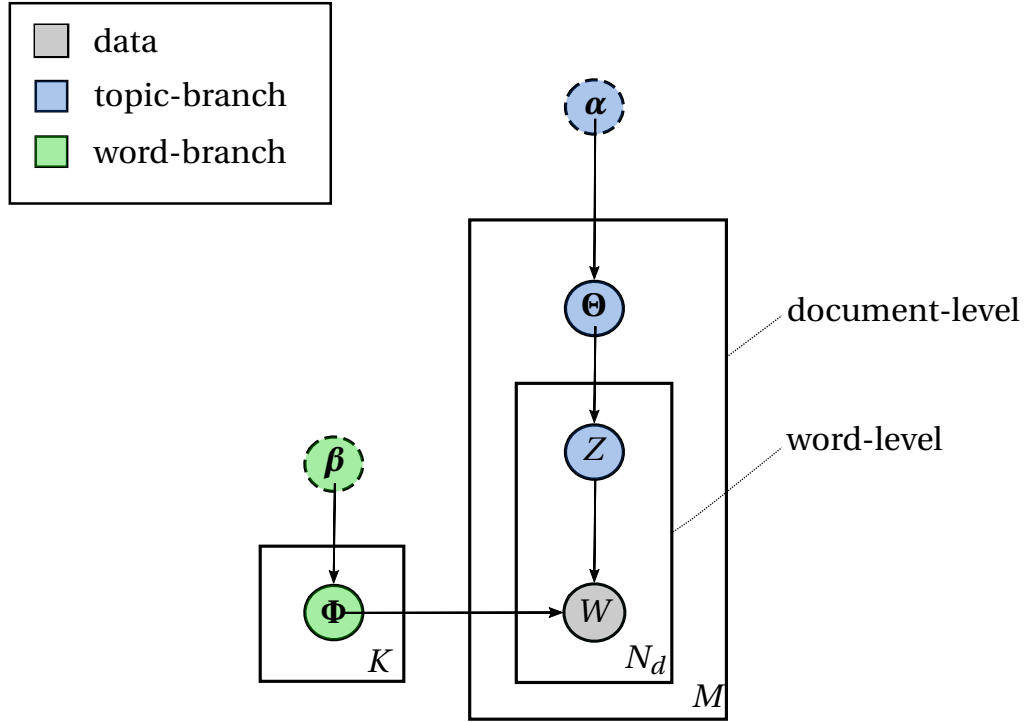 data
topic-branch
word-branch
α
Θ
document-level
Z
word-level
β
Φ
W
K
N_d
M